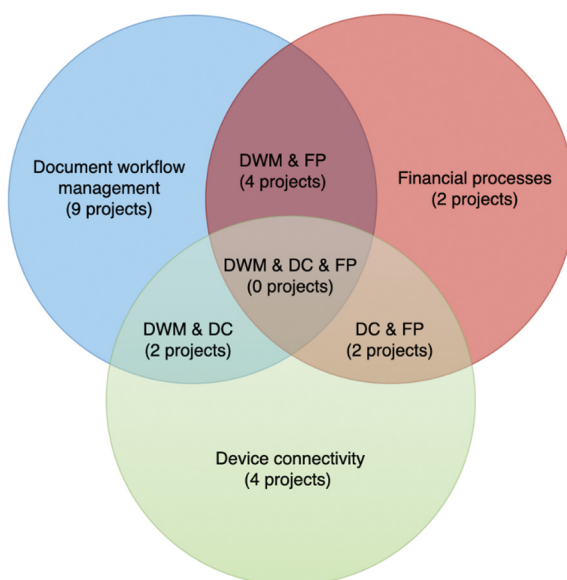 Document workflow
management
(9 projects)
DWM & FP
(4 projects)
Financial processes
(2 projects)
DWM & DC & FP
(0 projects)
DWM & DC
(2 projects)
DC & FP
(2 projects)
Device connectivity
(4 projects)